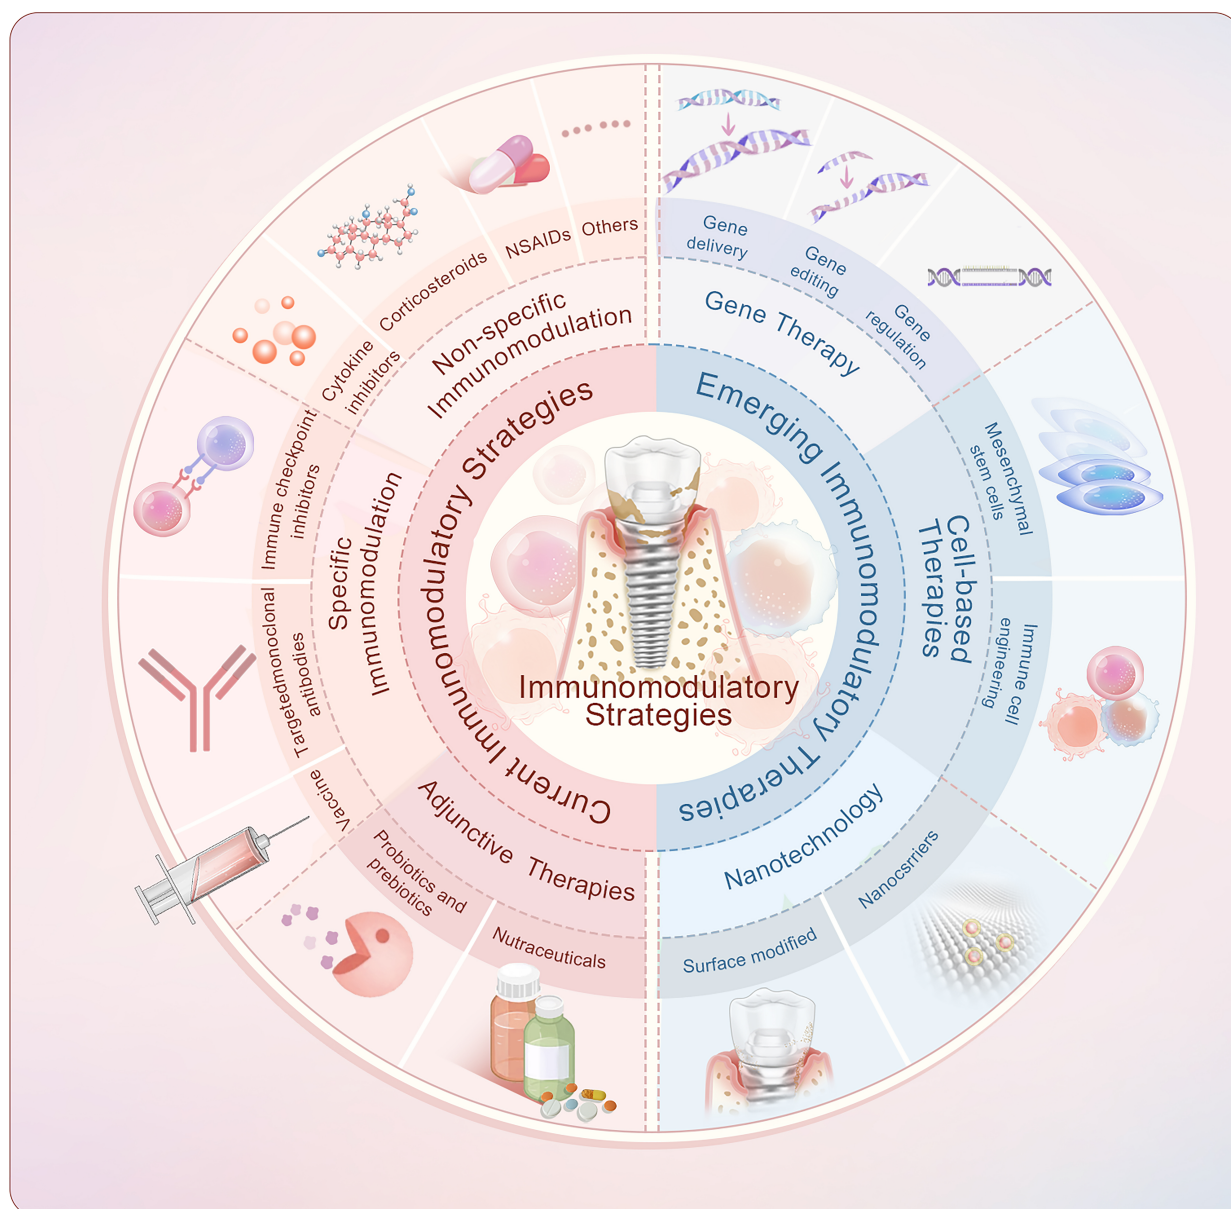 Immunomodulatory
Strategies
Current Immunomodulatory Strategies
Non-specific
Immunomodulation
Cytokine
inhibitors
Corticosteroids
NSAIDs
Others
Specific
Immunomodulation
Immune checkpoint
inhibitors
Targetedmonoclonal
antibodies
Vaccine
Adjunctive Therapies
Probiotics and
prebiotics
Nutraceuticals
Emerging Immunomodulatory Therapies
Gene Therapy
Gene
delivery
Gene
editing
Gene
regulation
Cell-based
Therapies
Mesenchymal
stem cells
Immune cell
engineering
Nanotechnology
Nanocsrriers
Surface modified